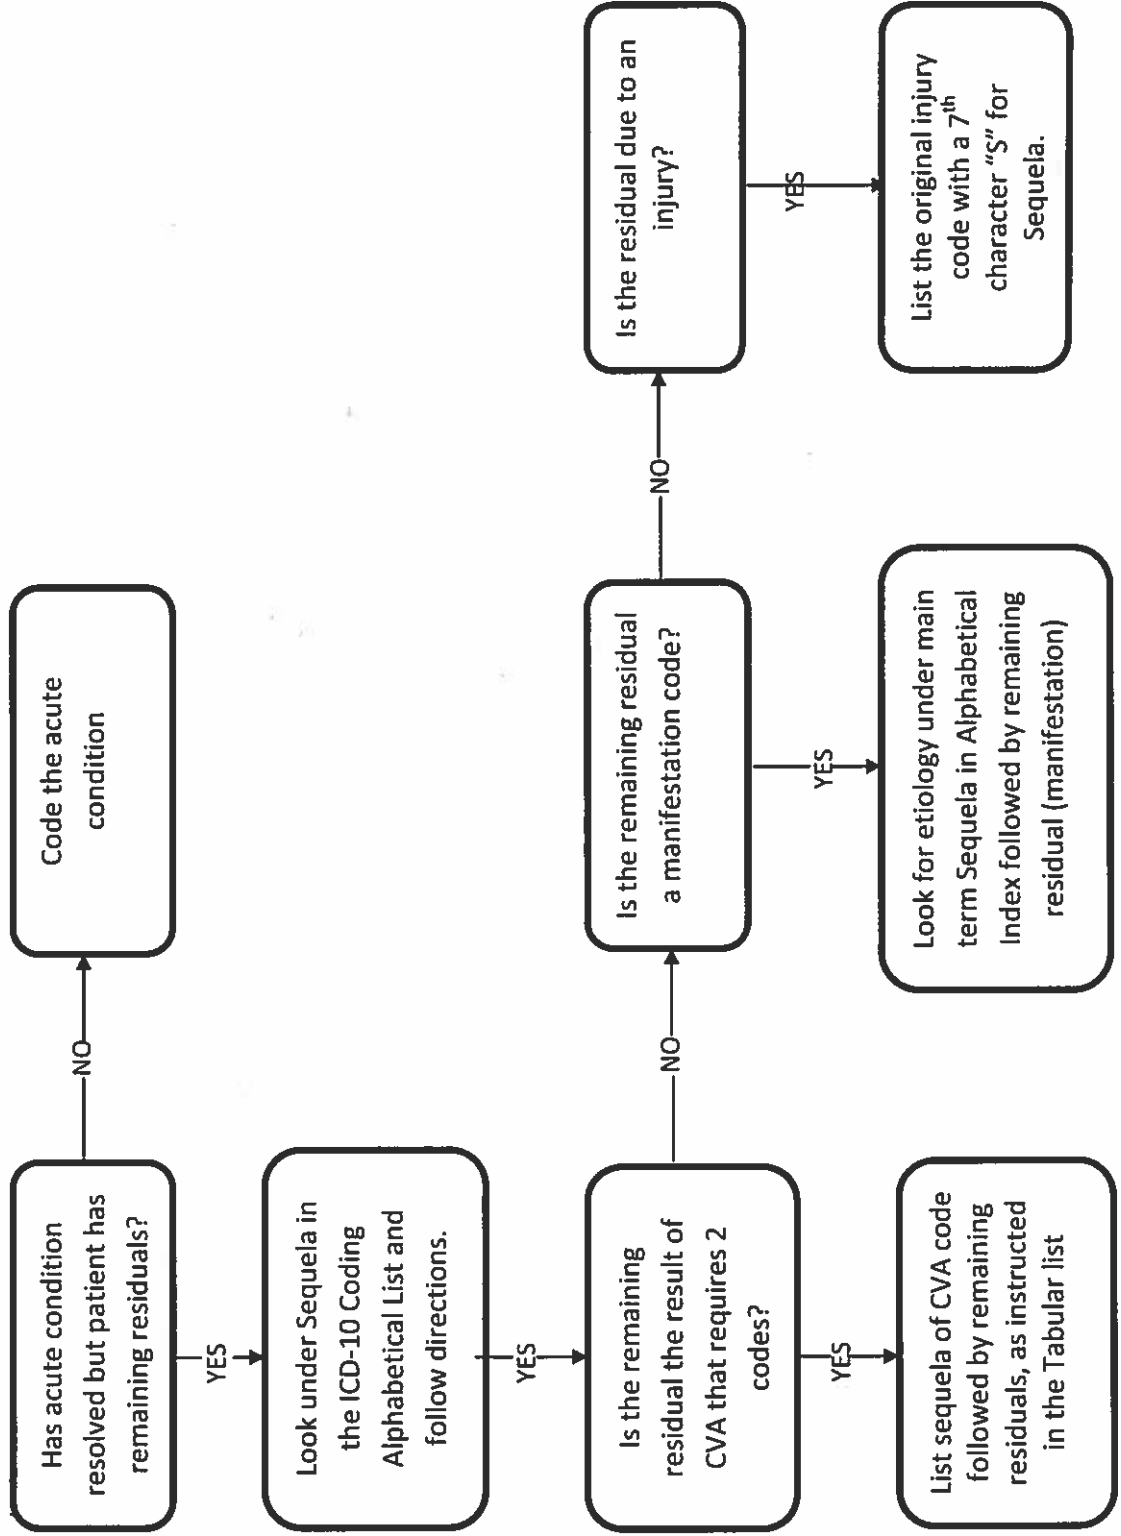 Has acute condition
resolved but patient has
remaining residuals?
NO
Code the acute
condition
YES
Look under Sequela in
the ICD-10 Coding
Alphabetical List and
follow directions.
YES
Is the remaining
residual the result of
CVA that requires 2
codes?
NO
Is the remaining residual
a manifestation code?
NO
Is the residual due to an
injury?
YES
List sequela of CVA code
followed by remaining
residuals, as instructed
in the Tabular list
YES
Look for etiology under main
term Sequela in Alphabetical
Index followed by remaining
residual (manifestation)
YES
List the original injury
code with a 7th
character “S” for
Sequela.